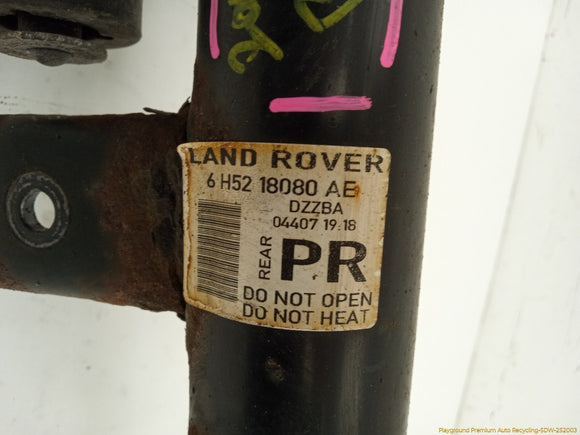 LAND ROVER
6 H52 18080 AE
DZZBA
04407 19.18
REAR PR
DO NOT OPEN
DO NOT HEAT
Playground Premium Auto Recycling-SDW-252003